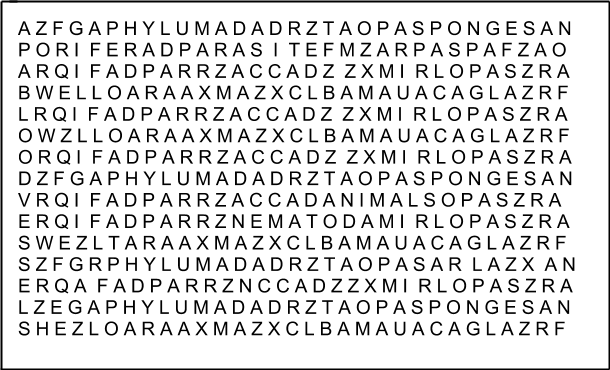 AZFGAPHYLUMADADRZTAOPASPONGESAN
PORIFERADPARASITEFMZARPASPAFZAO
ARQIFADPARRZACCADZZXMIRLOPASZRA
BWELLOARAAXMAZXCLBAMAUACAGLAZRF
LRQIFADPARRZACCADZZXMIRLOPASZRA
OWZLLOARAAXMAZXCLBAMAUACAGLAZRF
ORQIFADPARRZACCADZZXMIRLOPASZRA
DZFGAPHYLUMADADRZTAOPASPONGESAN
VRQIFADPARRZACCADANIMALSOPASZRA
ERQIFADPARRZNEMATODAMIRLOPASZRA
SWEZLTARAAXMAZXCLBAMAUACAGLAZRF
SZFGRPHYLUMADADRZTAOPASARLAZXAN
ERQAFADPARRZNCCADZZXMIRLOPASZRA
LZEGAPHYLUMADADRZTAOPASPONGESAN
SHEZLOARAAXMAZXCLBAMAUACAGLAZRF